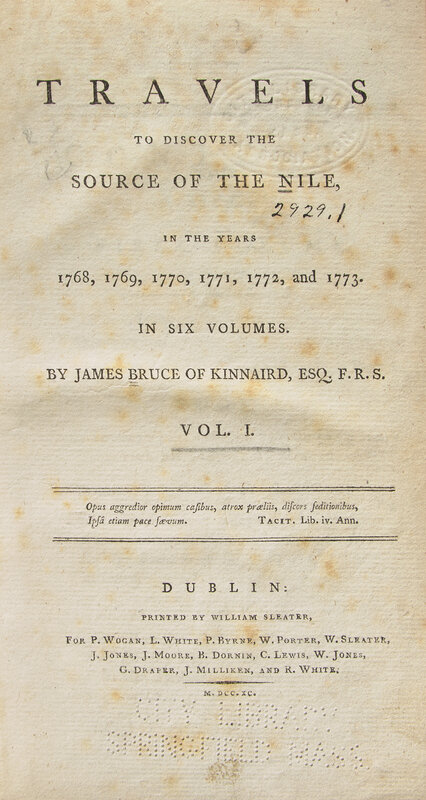 TRAVELS
TO DISCOVER THE
SOURCE OF THE NILE,
2929.1
IN THE YEARS
1768, 1769, 1770, 1771, 1772, and 1773.
IN SIX VOLUMES.
BY JAMES BRUCE OF KINNAIRD, ESQ. F.R.S.
VOL. I.
Opus aggredior opimum caſibus, atrox præliis, diſcors ſeditionibus,
Ipſâ etiam pace ſævum. TACIT. Lib. iv. Ann.
DUBLIN:
PRINTED BY WILLIAM SLEATER,
FOR P. WOGAN, L. WHITE, P. BYRNE, W. PORTER, W. SLEATER,
J. JONES, J. MOORE, B. DORNIN, C. LEWIS, W. JONES,
G. DRAPER, J. MILLIKEN, AND R. WHITE.
M.DCC.XC.
CITY LIBRARY
SPRINGFIELD MASS.